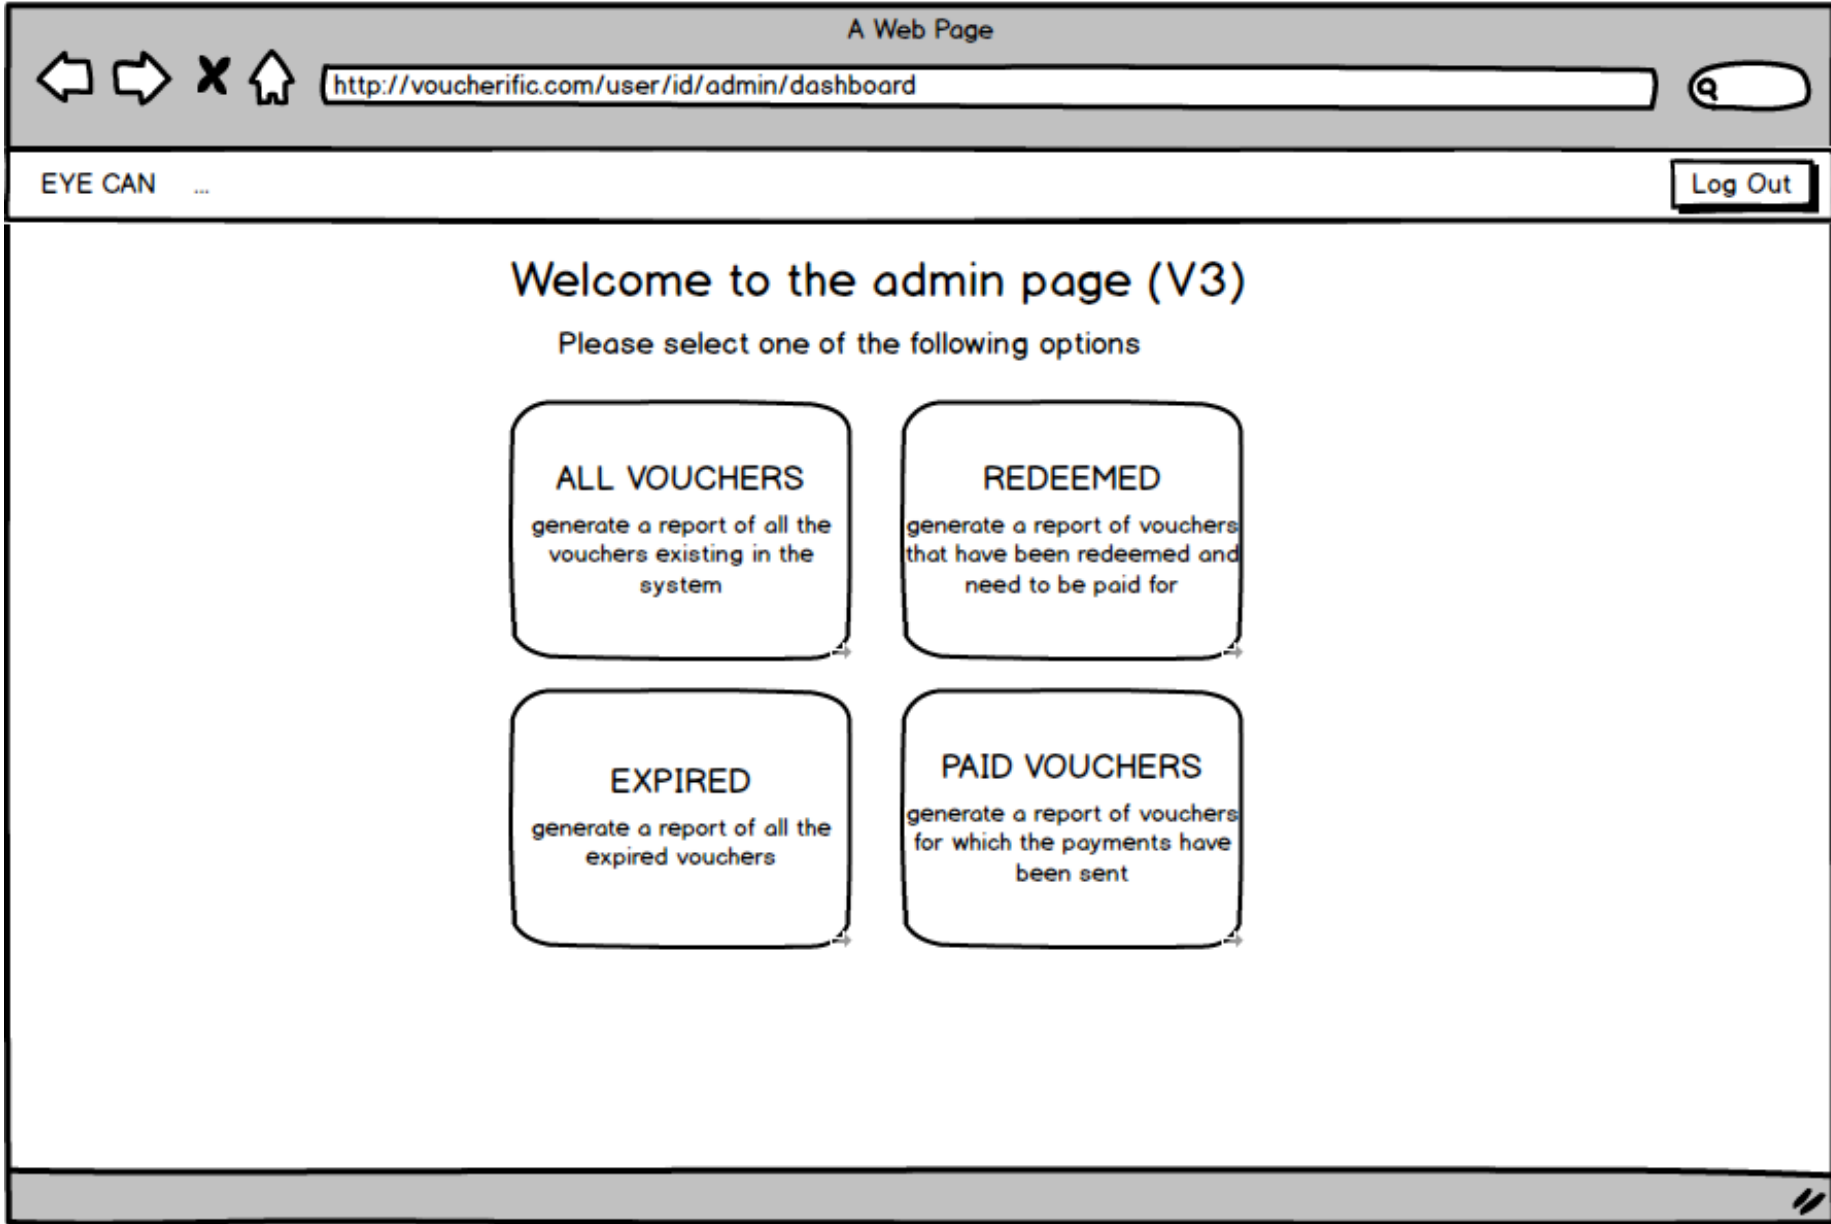 A Web Page
http://voucherific.com/user/id/admin/dashboard
EYE CAN ... Log Out
Welcome to the admin page (V3)
Please select one of the following options
ALL VOUCHERS
generate a report of all the
vouchers existing in the
system
REDEEMED
generate a report of vouchers
that have been redeemed and
need to be paid for
EXPIRED
generate a report of all the
expired vouchers
PAID VOUCHERS
generate a report of vouchers
for which the payments have
been sent